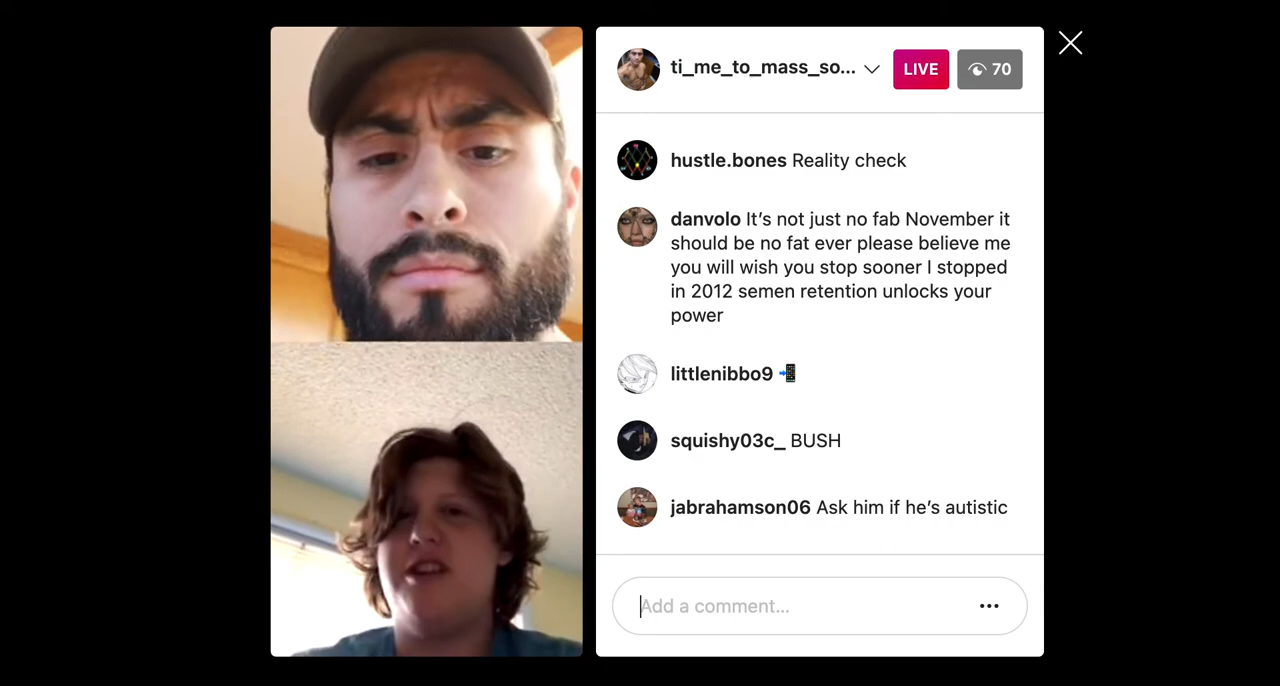 ti_me_to_mass_so...
LIVE
70
hustle.bones Reality check
danvolo It’s not just no fab November it
should be no fat ever please believe me
you will wish you stop sooner I stopped
in 2012 semen retention unlocks your
power
littlenibbo9 📲
squishy03c_ BUSH
jabrahamson06 Ask him if he’s autistic
Add a comment...